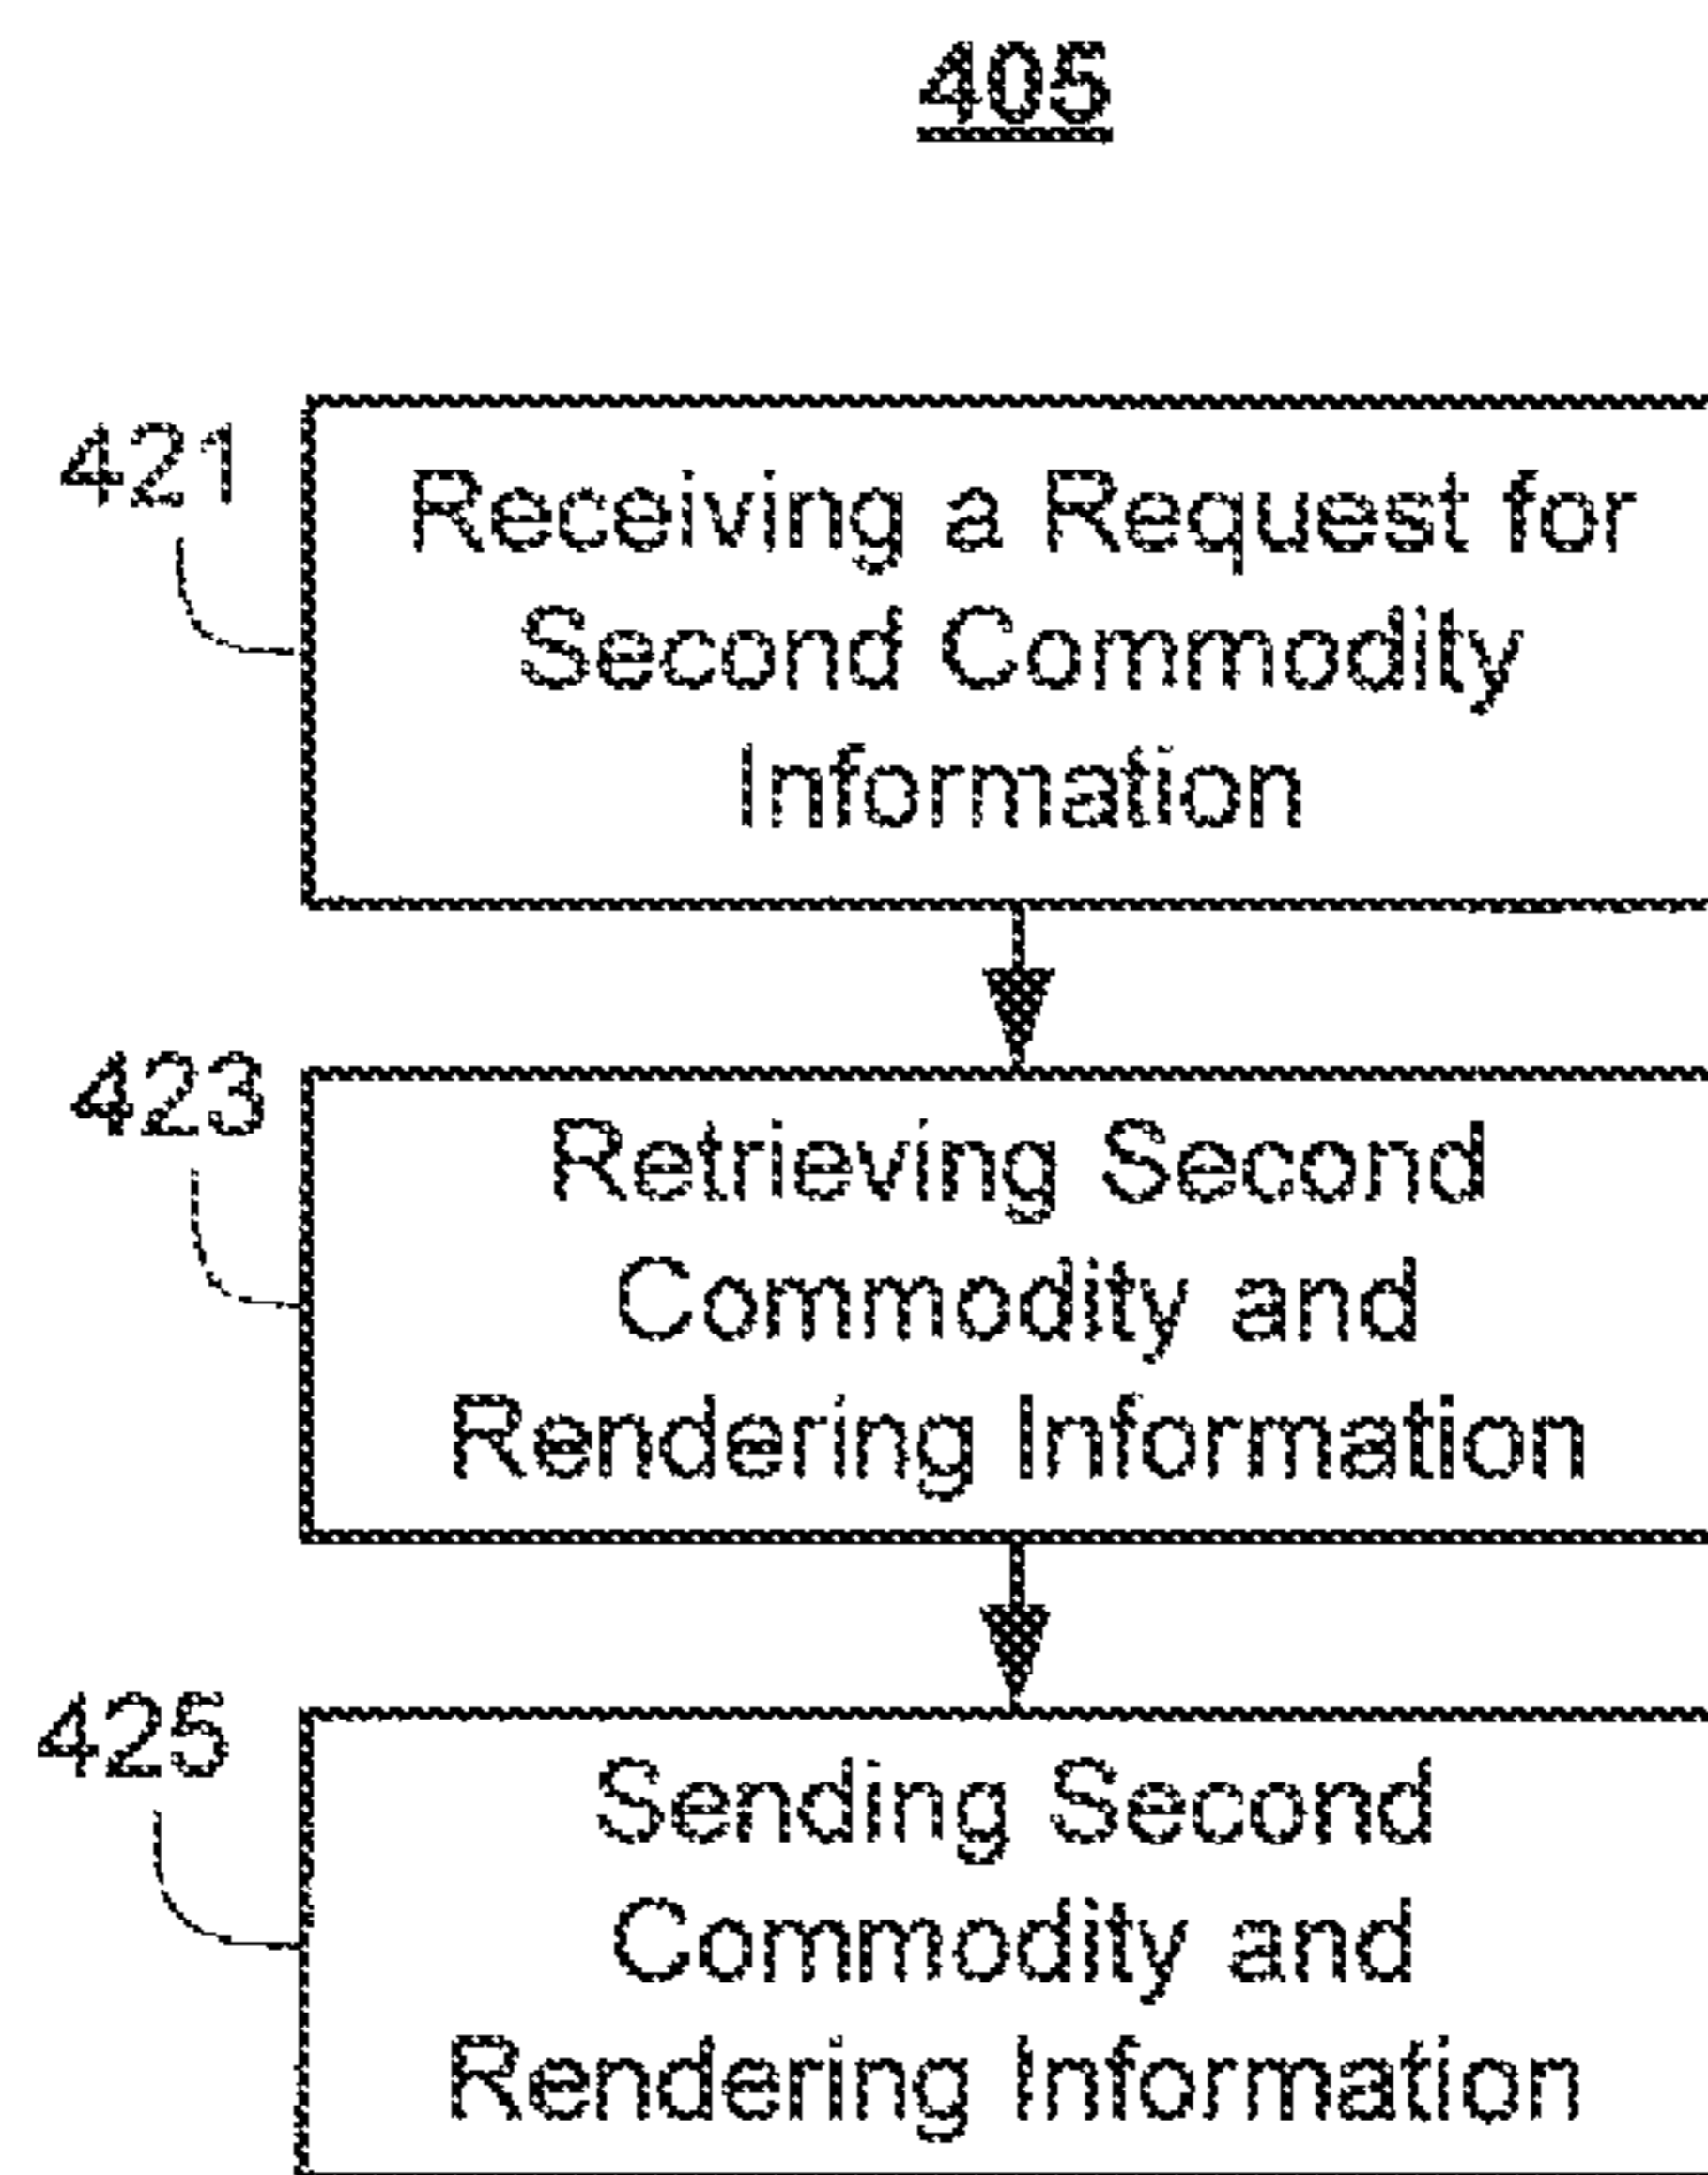 405
421
Receiving a Request for
Second Commodity
Information
423
Retrieving Second
Commodity and
Rendering Information
425
Sending Second
Commodity and
Rendering Information